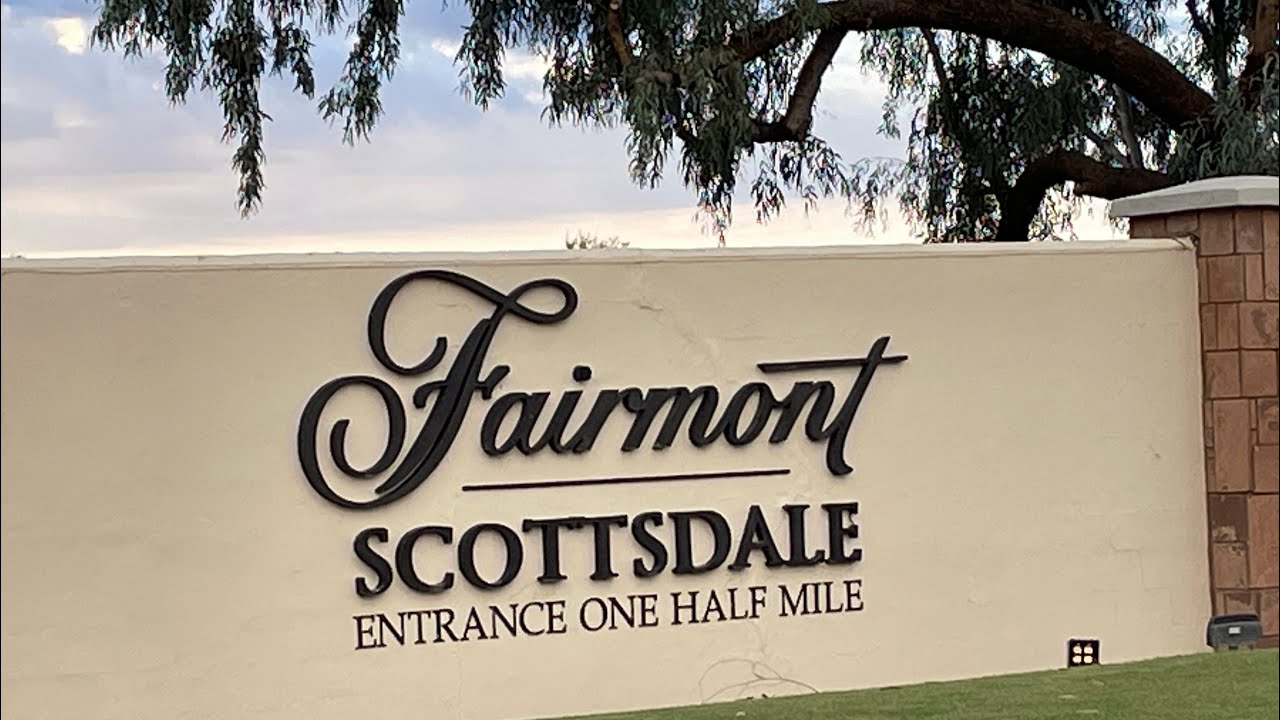 Fairmont
SCOTTSDALE
ENTRANCE ONE HALF MILE